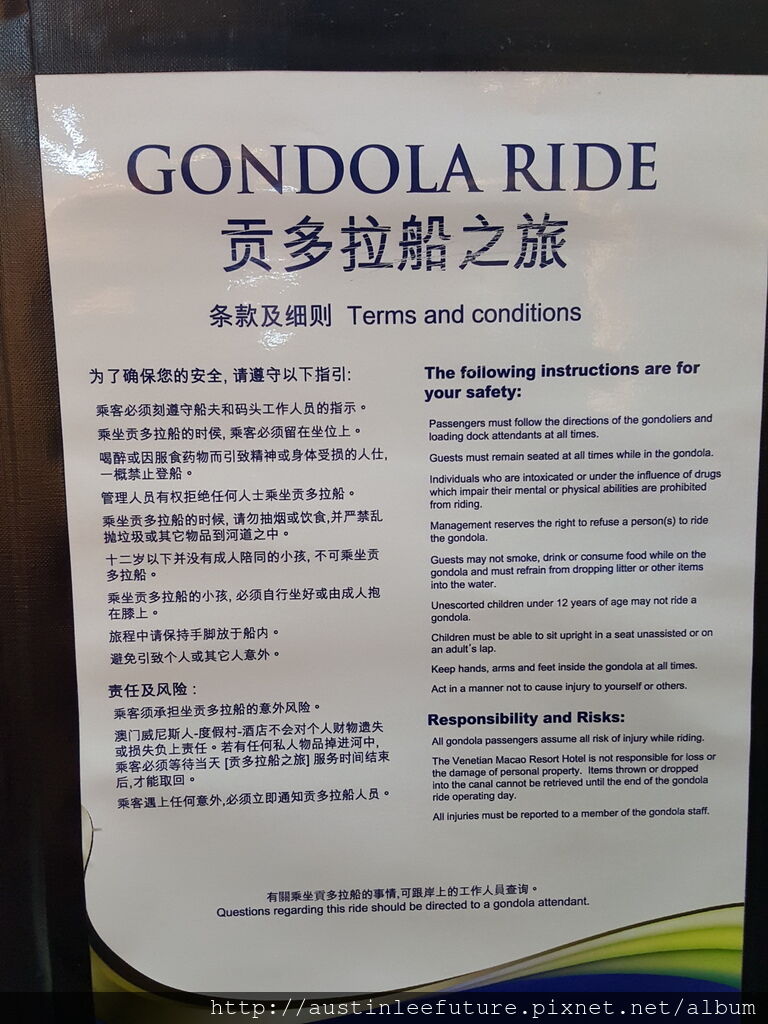 GONDOLA RIDE
贡多拉船之旅
条款及细则 Terms and conditions
为了确保您的安全, 请遵守以下指引:
乘客必须刻遵守船夫和码头工作人员的指示。
乘坐贡多拉船的时侯, 乘客必须留在坐位上。
喝醉或因服食药物而引致精神或身体受损的人仕,
一概禁止登船。
管理人员有权拒绝任何人士乘坐贡多拉船。
乘坐贡多拉船的时候, 请勿抽烟或饮食,并严禁乱
抛垃圾或其它物品到河道之中。
十二岁以下并没有成人陪同的小孩, 不可乘坐贡
多拉船。
乘坐贡多拉船的小孩, 必须自行坐好或由成人抱
在膝上。
旅程中请保持手脚放于船内。
避免引致个人或其它人意外。
责任及风险 :
乘客须承担坐贡多拉船的意外风险。
澳门威尼斯人-度假村-酒店不会对个人财物遗失
或损失负上责任。若有任何私人物品掉进河中,
乘客必须等待当天 [贡多拉船之旅] 服务时间结束
后,才能取回。
乘客遇上任何意外,必须立即通知贡多拉船人员。
The following instructions are for
your safety:
Passengers must follow the directions of the gondoliers and
loading dock attendants at all times.
Guests must remain seated at all times while in the gondola.
Individuals who are intoxicated or under the influence of drugs
which impair their mental or physical abilities are prohibited
from riding.
Management reserves the right to refuse a person(s) to ride
the gondola.
Guests may not smoke, drink or consume food while on the
gondola and must refrain from dropping litter or other items
into the water.
Unescorted children under 12 years of age may not ride a
gondola.
Children must be able to sit upright in a seat unassisted or on
an adult's lap.
Keep hands, arms and feet inside the gondola at all times.
Act in a manner not to cause injury to yourself or others.
Responsibility and Risks:
All gondola passengers assume all risk of injury while riding.
The Venetian Macao Resort Hotel is not responsible for loss or
the damage of personal property. Items thrown or dropped
into the canal cannot be retrieved until the end of the gondola
ride operating day.
All injuries must be reported to a member of the gondola staff.
有關乘坐貢多拉船的事情,可跟岸上的工作人員查询。
Questions regarding this ride should be directed to a gondola attendant.
http://austinleefuture.pixnet.net/album